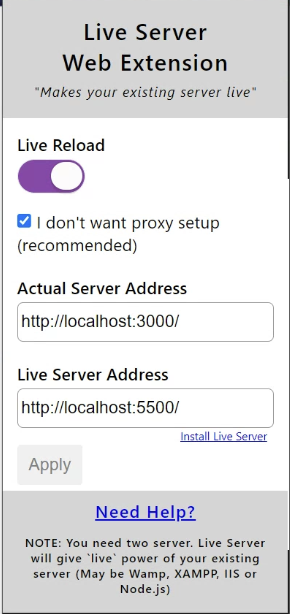 Live Server
Web Extension
"Makes your existing server live"
Live Reload
I don't want proxy setup
(recommended)
Actual Server Address
http://localhost:3000/
Live Server Address
http://localhost:5500/
Install Live Server
Apply
Need Help?
NOTE: You need two server. Live Server
will give `live` power of your existing
server (May be Wamp, XAMPP, IIS or
Node.js)